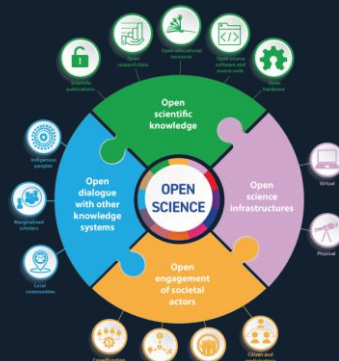 Open educational
resources
Open
research data
Open source
software and
source code
Scientific
publications
Open
hardware
Open
scientific
knowledge
Indigenous
peoples
Marginalized
scholars
Local
communities
Open
dialogue
with other
knowledge
systems
OPEN
SCIENCE
Open
science
infrastructures
Virtual
Physical
Open
engagement
of societal
actors
Crowdfunding
Citizen and